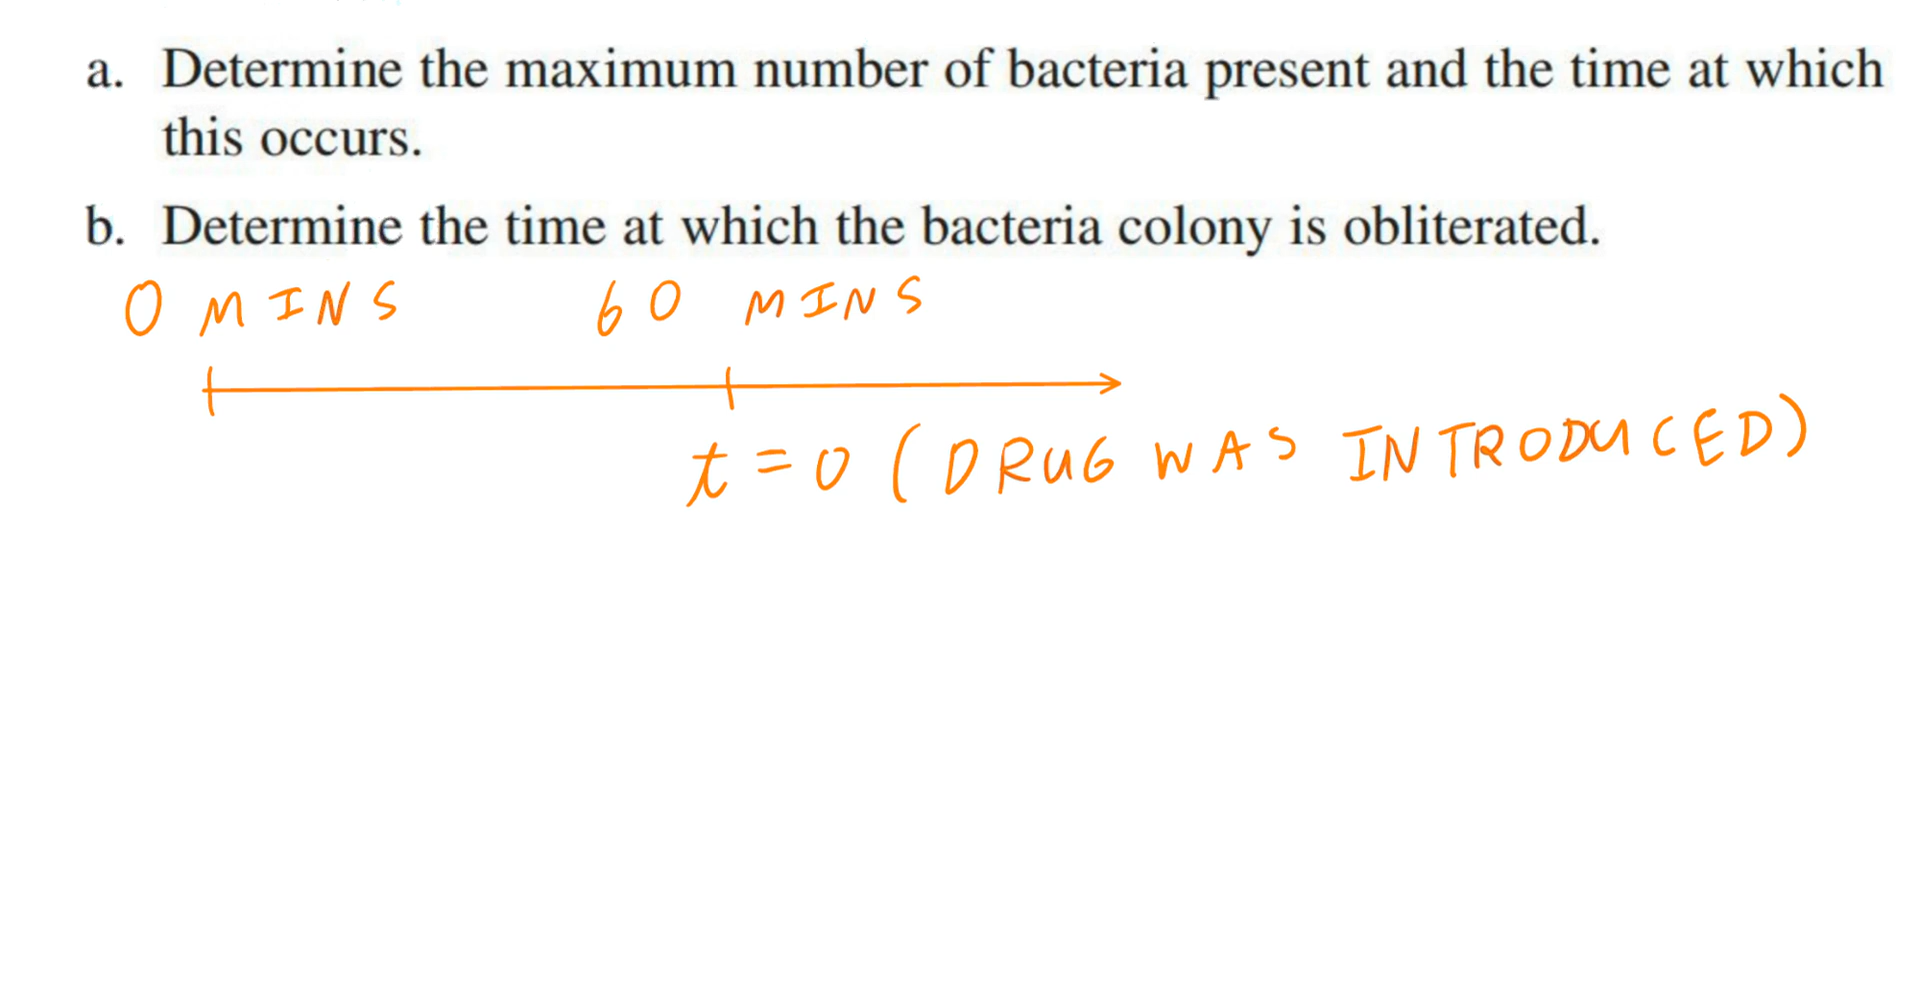 a. Determine the maximum number of bacteria present and the time at which
this occurs.
b. Determine the time at which the bacteria colony is obliterated.
0 MINS 60 MINS
t = 0 (DRUG WAS INTRODUCED)